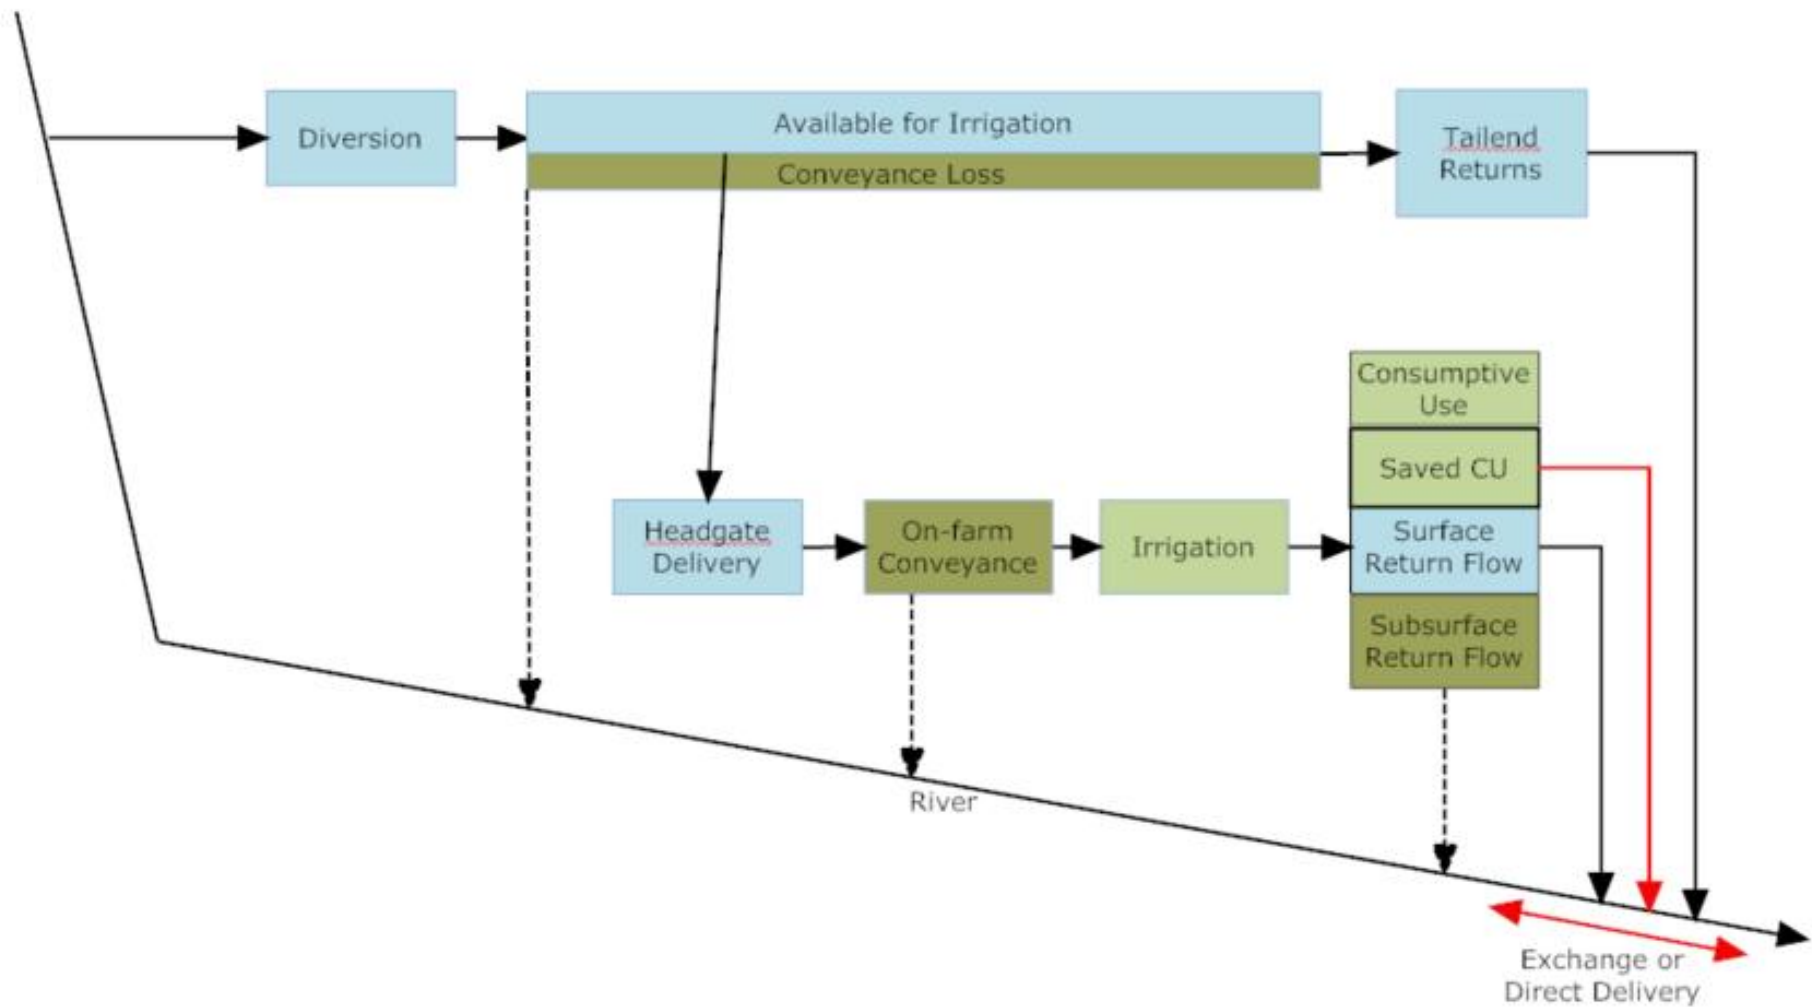 Diversion
Available for Irrigation
Conveyance Loss
Tailend
Returns
Consumptive
Use
Saved CU
Headgate
Delivery
On-farm
Conveyance
Irrigation
Surface
Return Flow
Subsurface
Return Flow
River
Exchange or
Direct Delivery